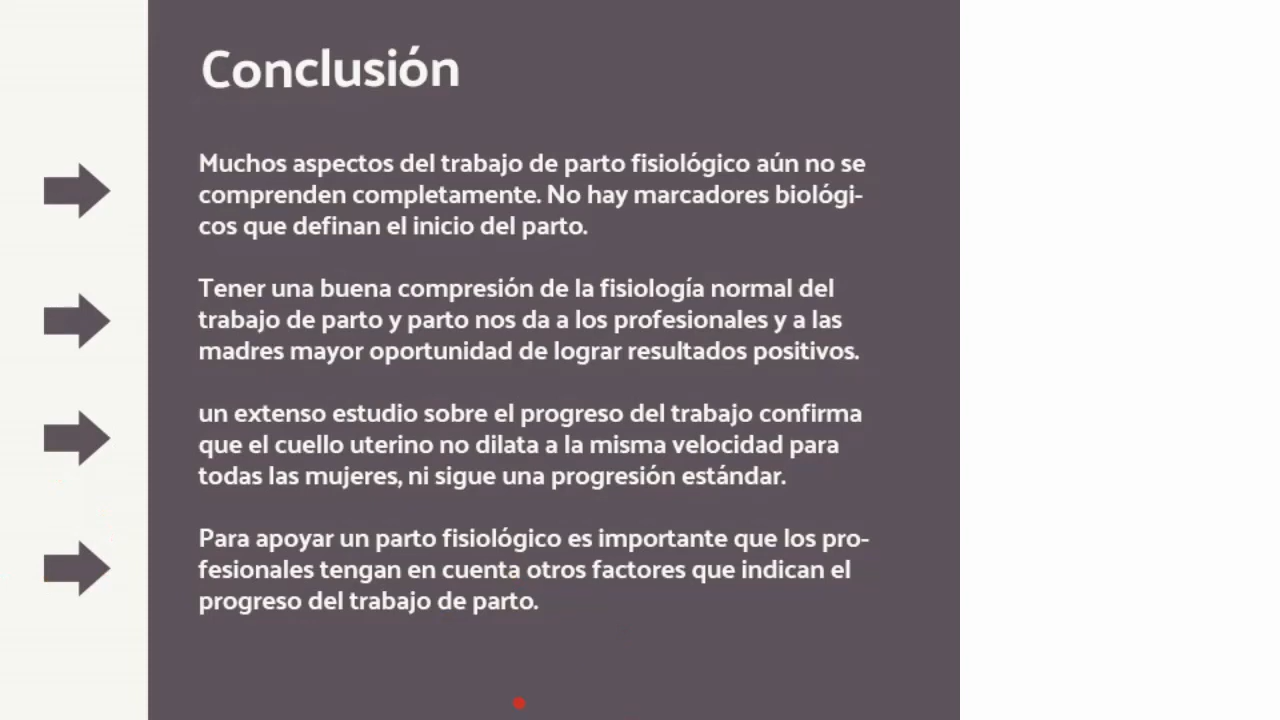 Conclusión
Muchos aspectos del trabajo de parto fisiológico aún no se
comprenden completamente. No hay marcadores biológi-
cos que definan el inicio del parto.
Tener una buena compresión de la fisiología normal del
trabajo de parto y parto nos da a los profesionales y a las
madres mayor oportunidad de lograr resultados positivos.
un extenso estudio sobre el progreso del trabajo confirma
que el cuello uterino no dilata a la misma velocidad para
todas las mujeres, ni sigue una progresión estándar.
Para apoyar un parto fisiológico es importante que los pro-
fesionales tengan en cuenta otros factores que indican el
progreso del trabajo de parto.